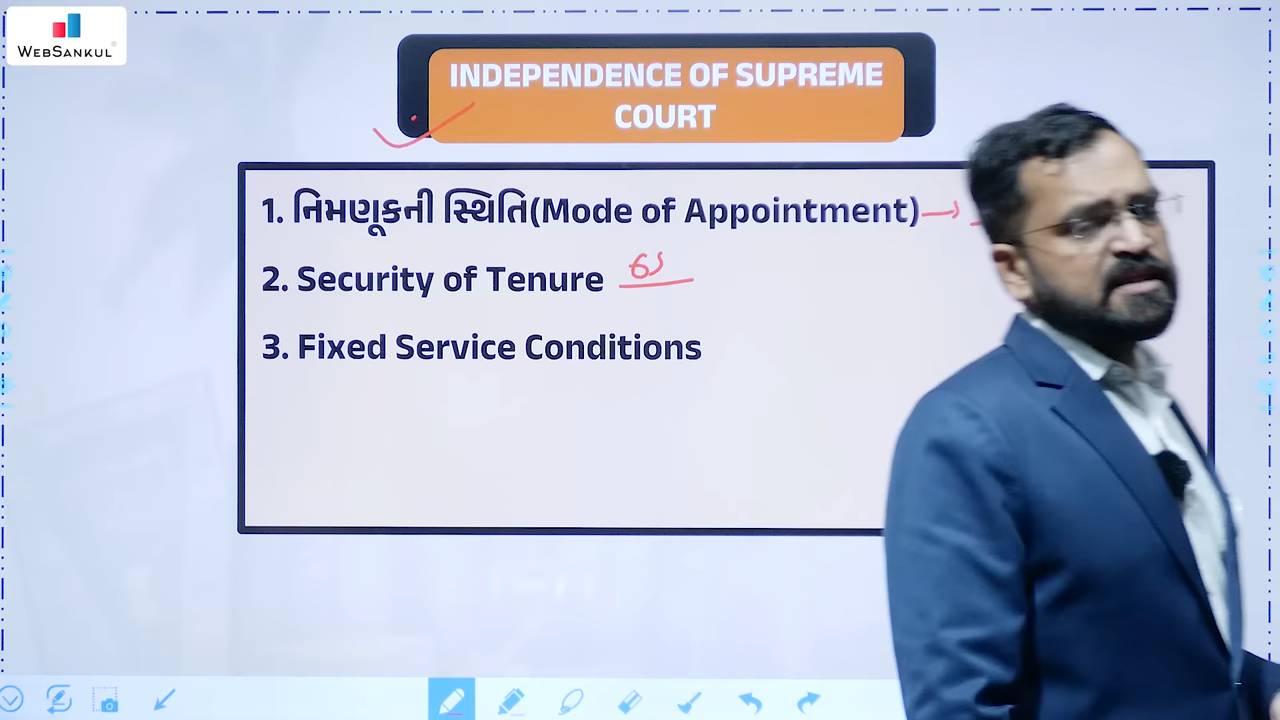 WEBSANKUL
INDEPENDENCE OF SUPREME
COURT
1. નિમણૂકની સ્થિતિ(Mode of Appointment)
2. Security of Tenure 65
3. Fixed Service Conditions